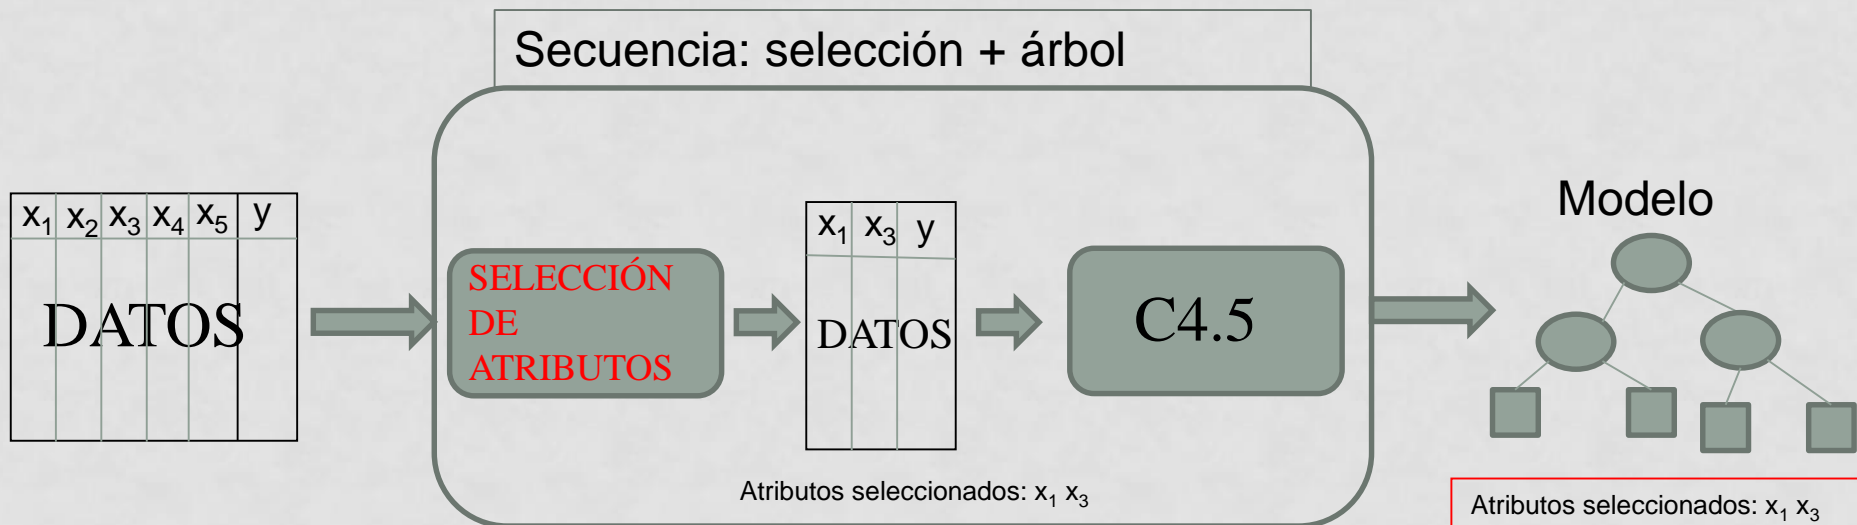 Secuencia: selección + árbol
x₁ x₂ x₃ x₄ x₅ y
DATOS
SELECCIÓN
DE
ATRIBUTOS
x₁ x₃ y
DATOS
Atributos seleccionados: x₁ x₃
C4.5
Modelo
Atributos seleccionados: x₁ x₃